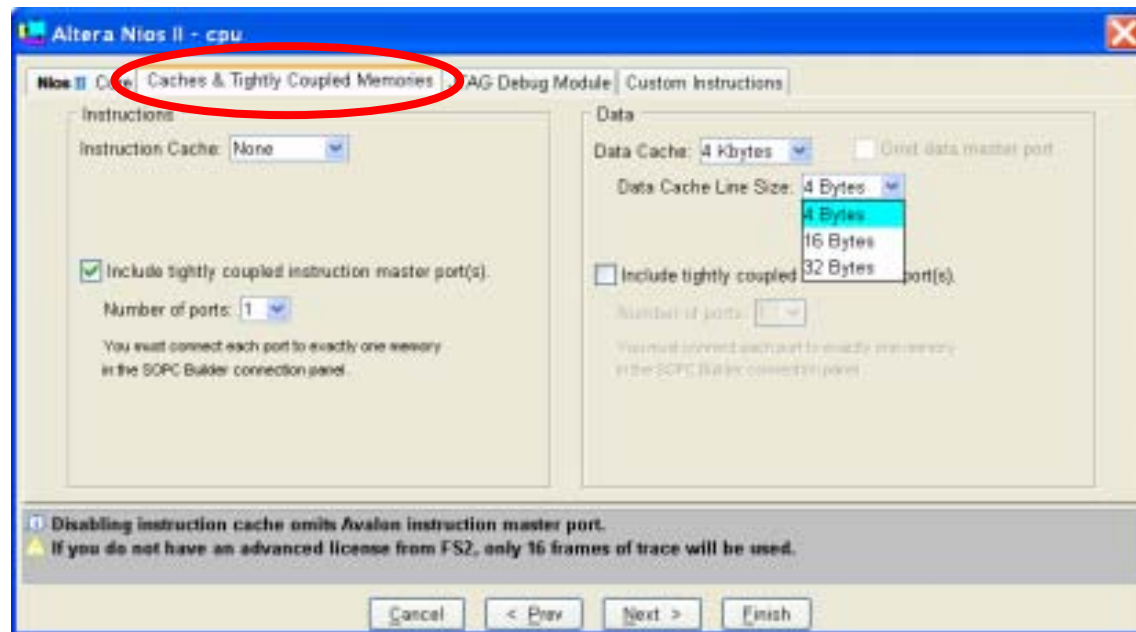 Altera Nios II - cpu
Nios II Core
Caches & Tightly Coupled Memories
JTAG Debug Module
Custom Instructions
Instructions
Instruction Cache: None
Include tightly coupled instruction master port(s).
Number of ports: 1
You must connect each port to exactly one memory
in the SOPC Builder connection panel.
Data
Data Cache: 4 Kbytes
Omit data master port
Data Cache Line Size: 4 Bytes
4 Bytes
16 Bytes
32 Bytes
Include tightly coupled port(s).
Number of ports: 1
You must connect each port to exactly one memory
in the SOPC Builder connection panel.
Disabling instruction cache omits Avalon instruction master port.
If you do not have an advanced license from FS2, only 16 frames of trace will be used.
Cancel
< Prev
Next >
Finish